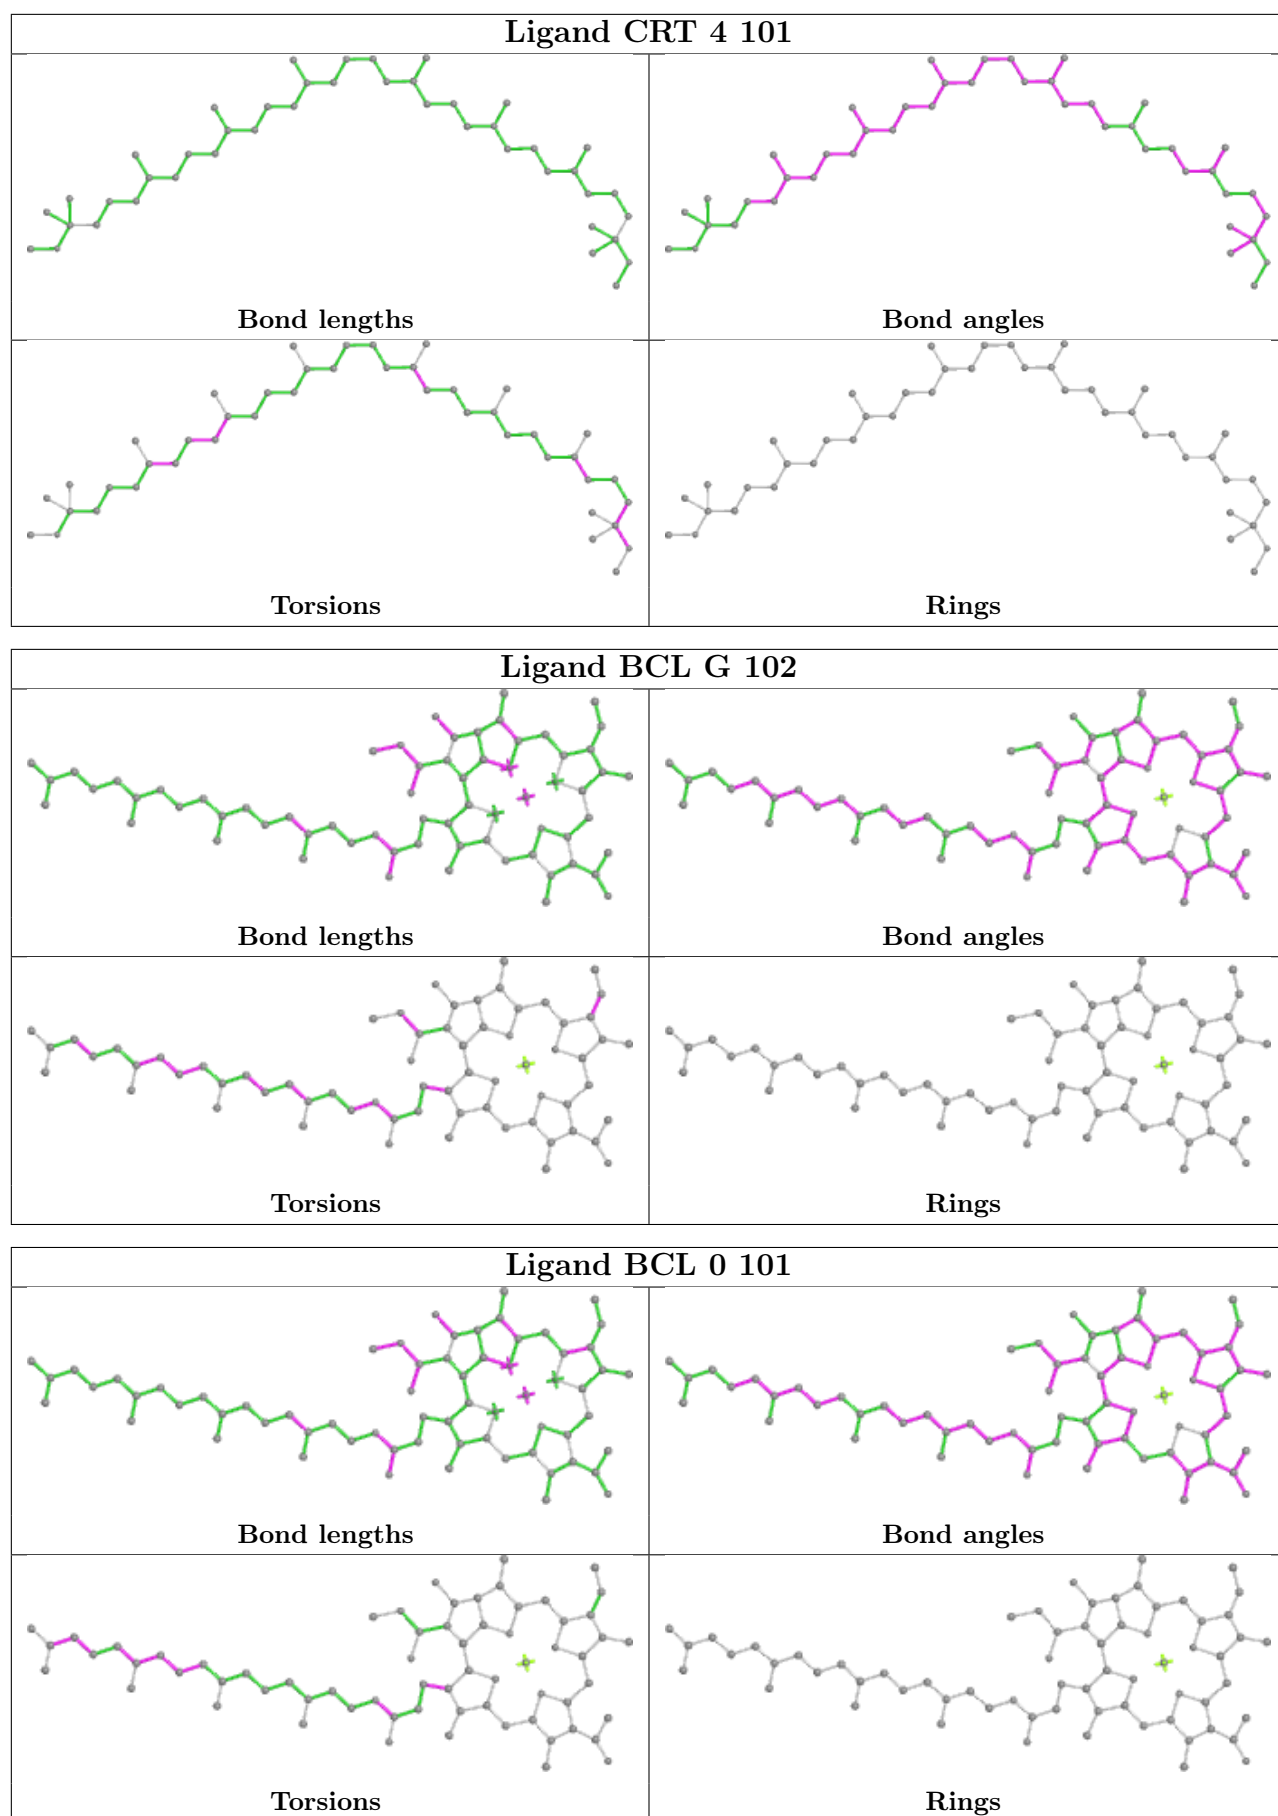 Ligand CRT 4 101
Bond lengths
Bond angles
Torsions
Rings
Ligand BCL G 102
Bond lengths
Bond angles
Torsions
Rings
Ligand BCL 0 101
Bond lengths
Bond angles
Torsions
Rings